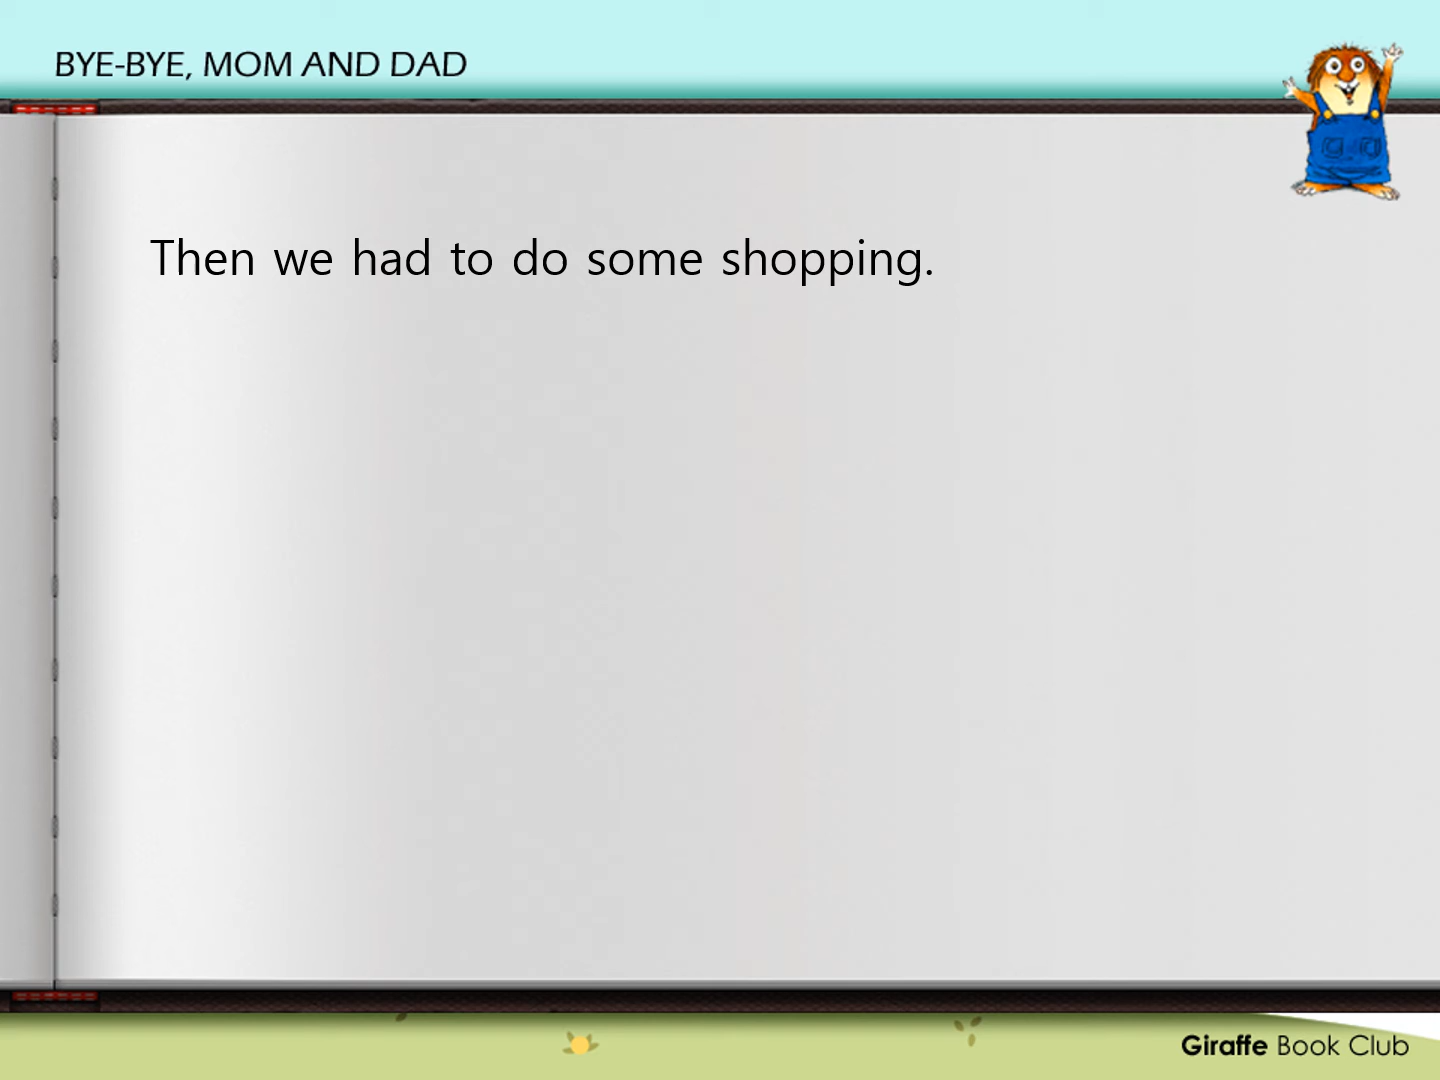 BYE-BYE, MOM AND DAD
Then we had to do some shopping.
Giraffe Book Club